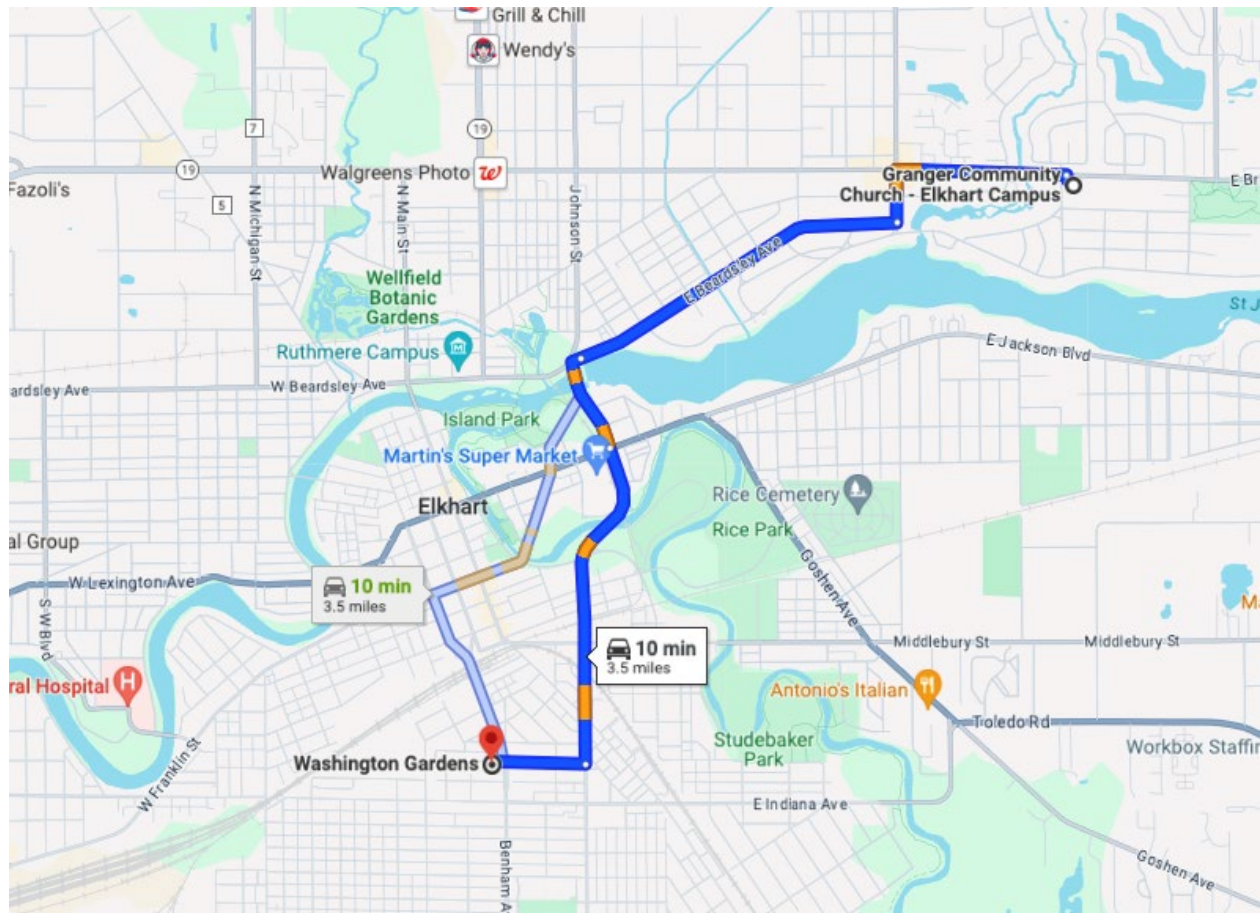 Grill & Chill
Wendy's
7
19
19
Walgreens Photo
Fazoli's
5
N Michigan St
N Main St
Johnson St
Granger Community
Church - Elkhart Campus
E Br
E Beardsley Ave
Wellfield
Botanic
Gardens
St J
Ruthmere Campus
E Jackson Blvd
ardsley Ave
W Beardsley Ave
Island Park
Martin's Super Market
Elkhart
Rice Cemetery
Rice Park
al Group
Goshen Ave
W Lexington Ave
10 min
3.5 miles
S W Blvd
10 min
3.5 miles
Middlebury St
Middlebury St
ral Hospital
H
Antonio's Italian
Toledo Rd
Studebaker
Park
Workbox Staffin
W Franklin St
Washington Gardens
E Indiana Ave
Benham A
Goshen Ave